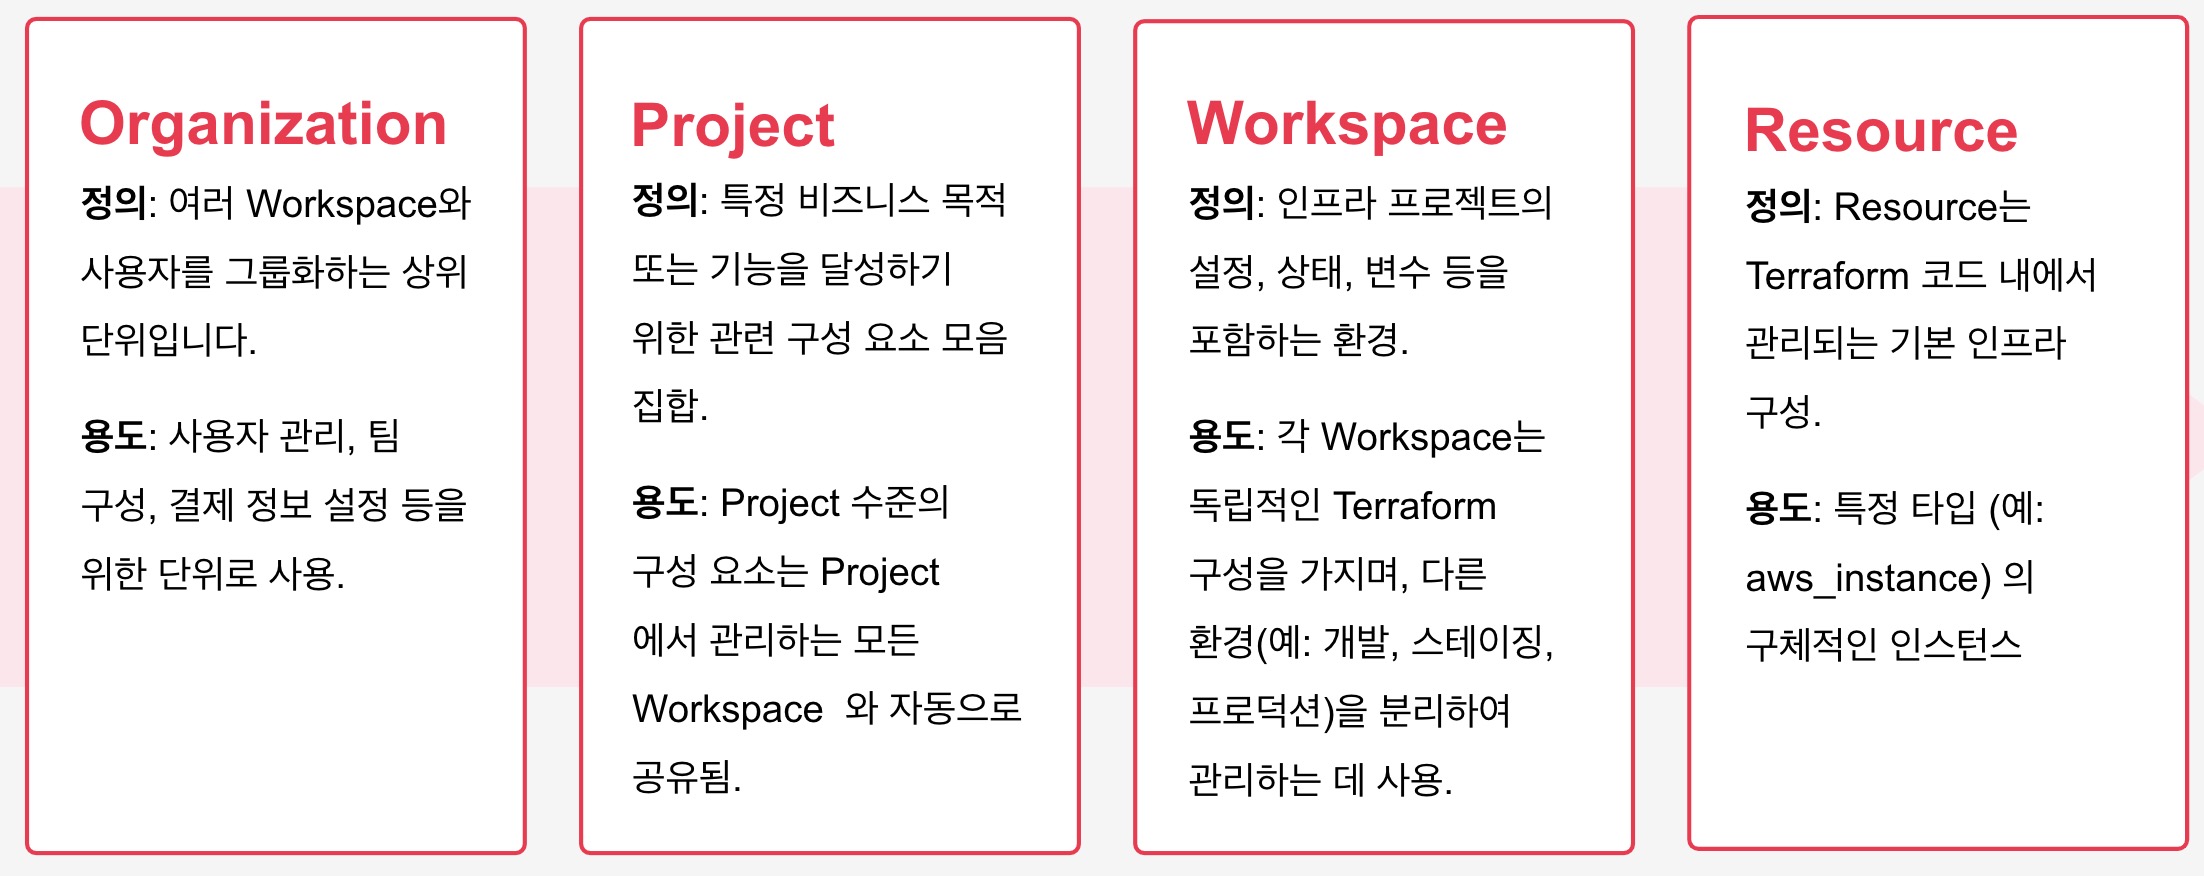 Organization
정의: 여러 Workspace와
사용자를 그룹화하는 상위
단위입니다.
용도: 사용자 관리, 팀
구성, 결제 정보 설정 등을
위한 단위로 사용.
Project
정의: 특정 비즈니스 목적
또는 기능을 달성하기
위한 관련 구성 요소 모음
집합.
용도: Project 수준의
구성 요소는 Project
에서 관리하는 모든
Workspace  와 자동으로
공유됨.
Workspace
정의: 인프라 프로젝트의
설정, 상태, 변수 등을
포함하는 환경.
용도: 각 Workspace는
독립적인 Terraform
구성을 가지며, 다른
환경(예: 개발, 스테이징,
프로덕션)을 분리하여
관리하는 데 사용.
Resource
정의: Resource는
Terraform 코드 내에서
관리되는 기본 인프라
구성.
용도: 특정 타입 (예:
aws_instance) 의
구체적인 인스턴스